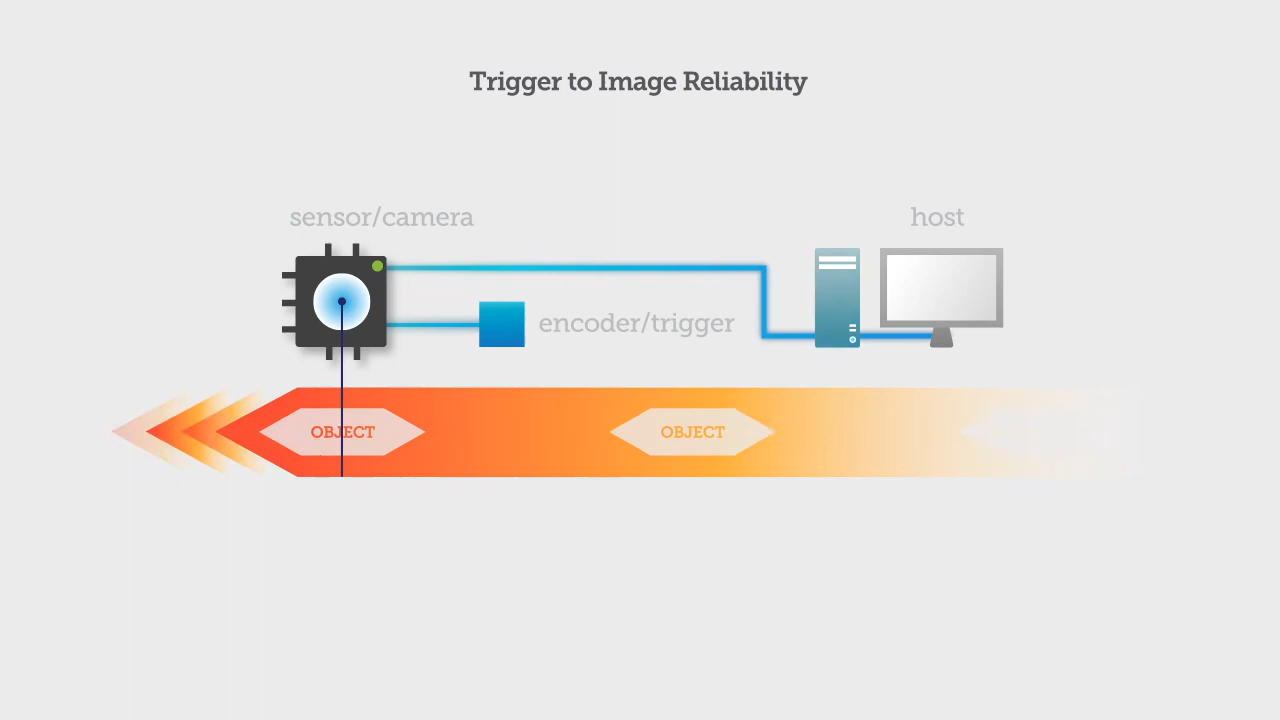 Trigger to Image Reliability
sensor/camera
host
encoder/trigger
OBJECT
OBJECT